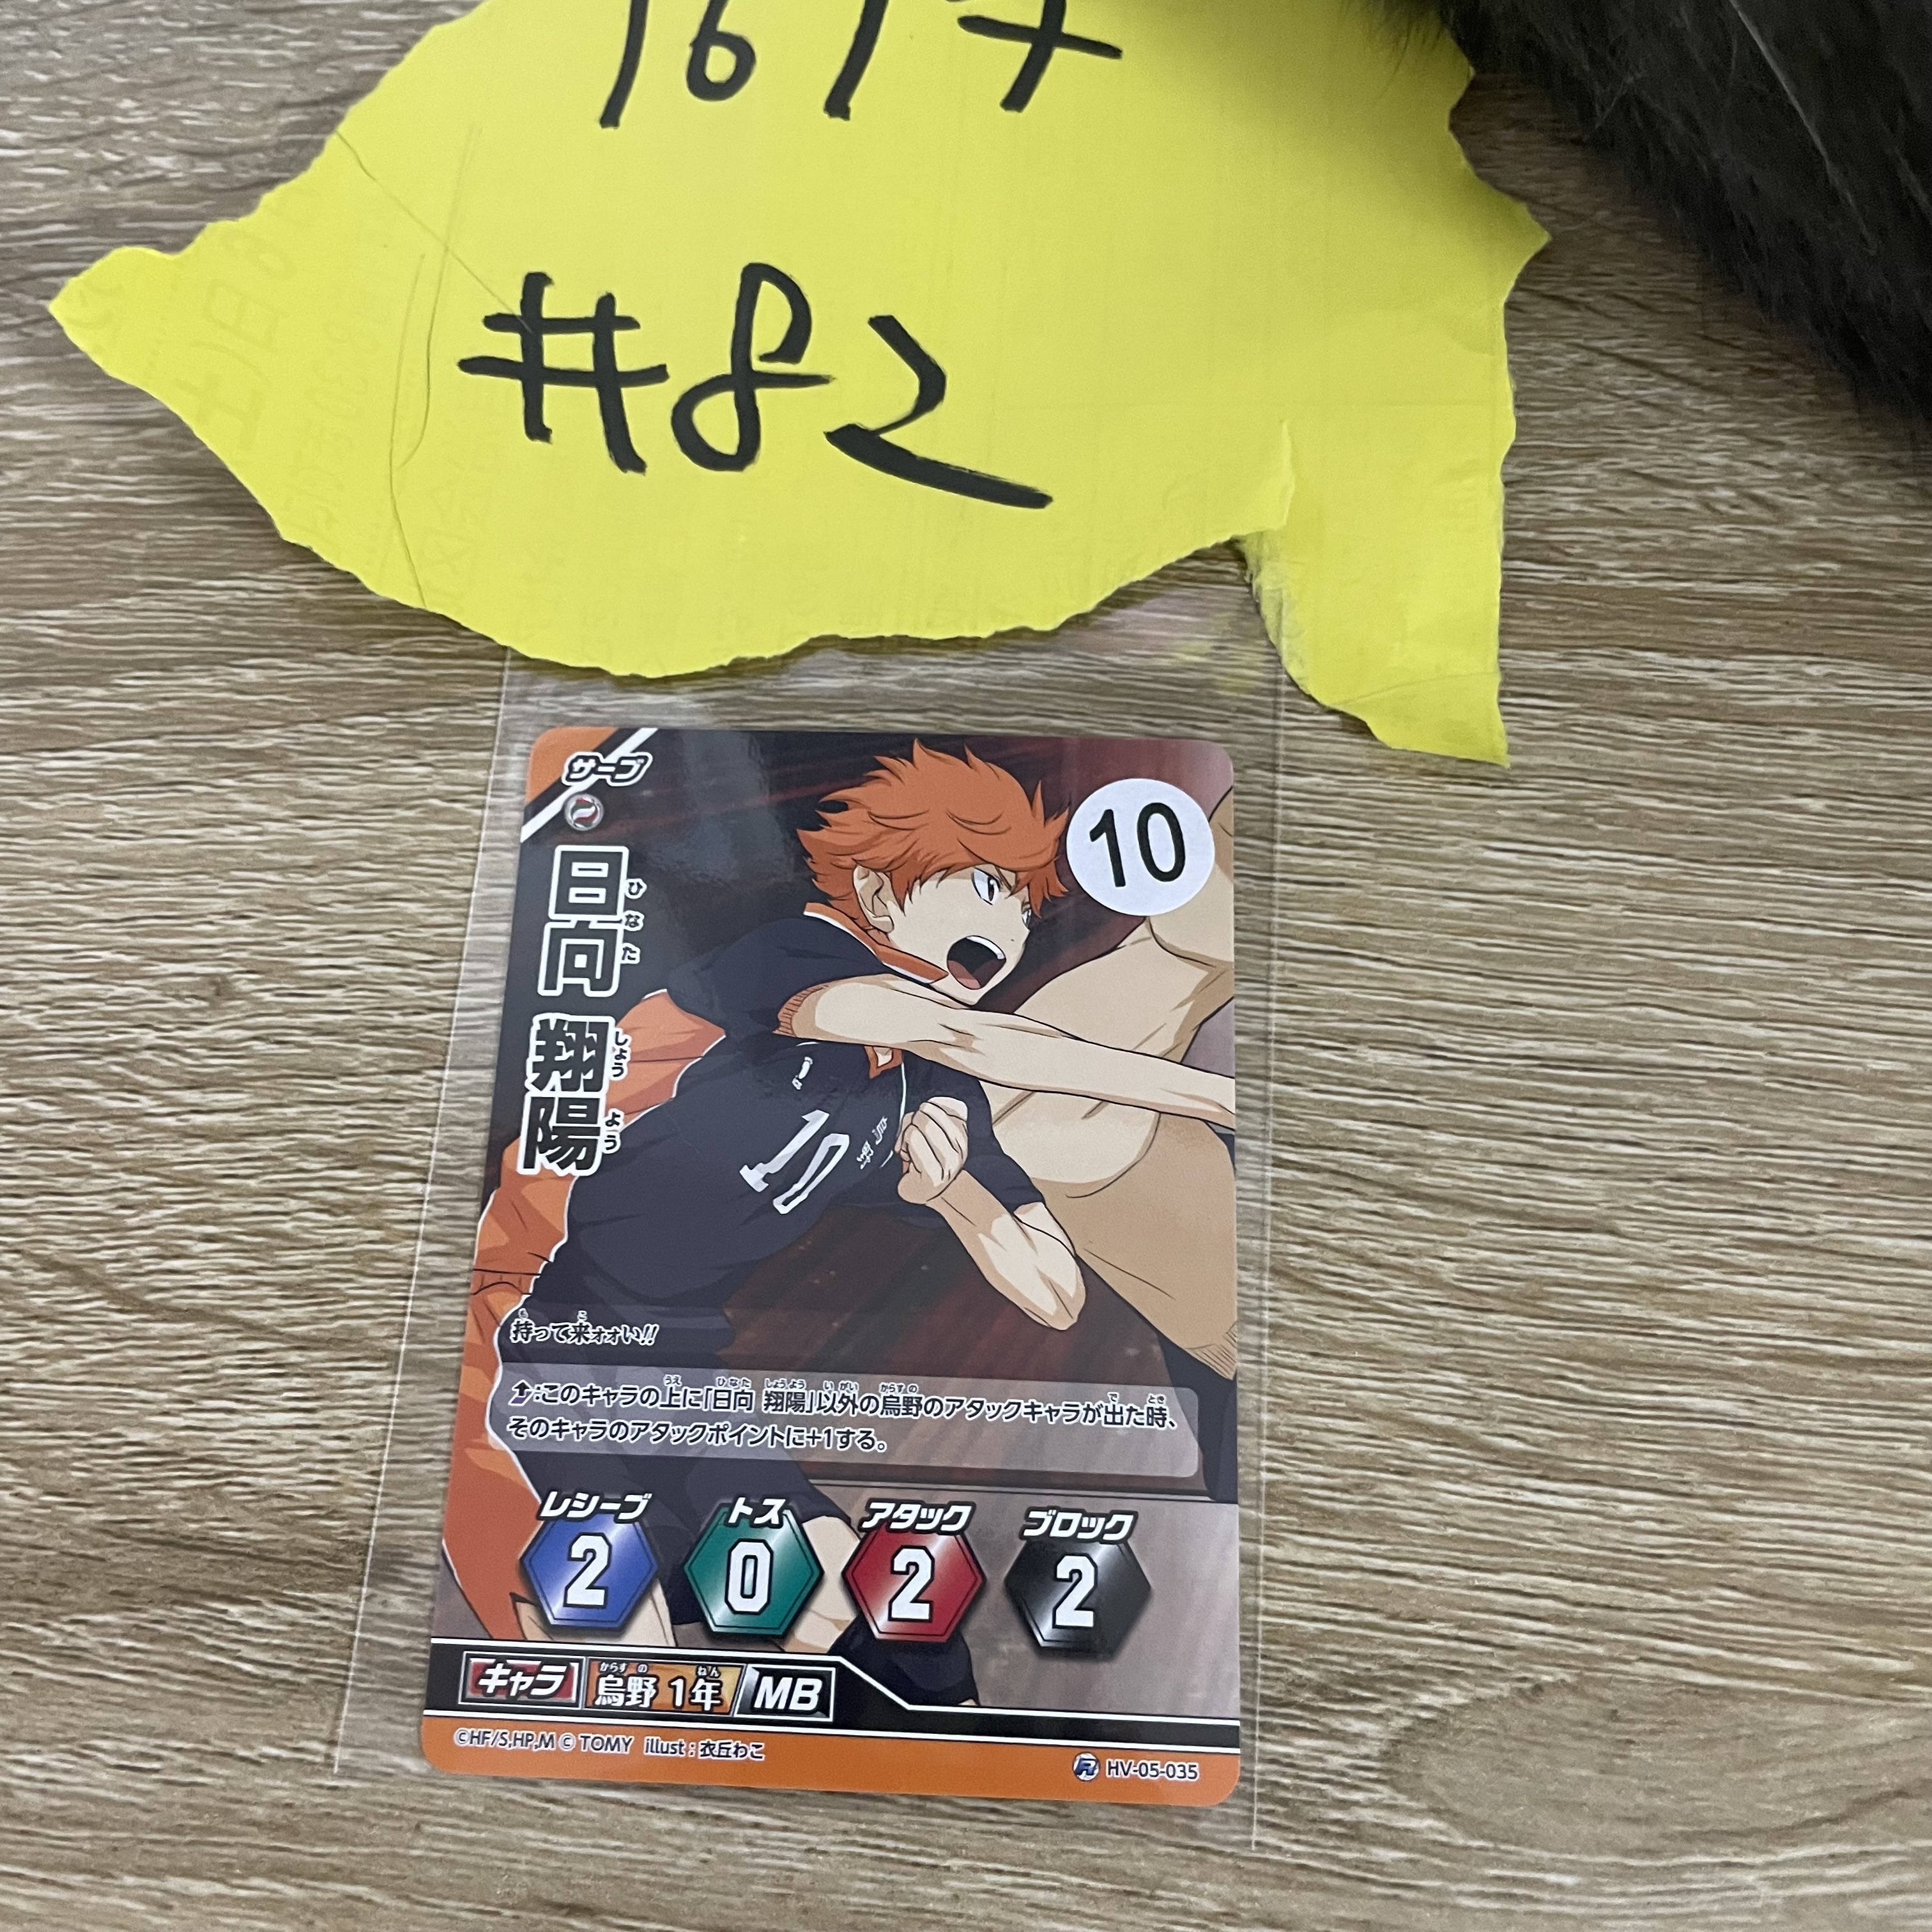 1617
#82
サーブ
10
日向 翔陽
ひなた しょうよう
10
持って来ォォい!!
:このキャラの上に「日向 翔陽」以外の烏野のアタックキャラが出た時、
そのキャラのアタックポイントに+1する。
レシーブ トス アタック ブロック
2 0 2 2
キャラ 烏野 1年 MB
©HF/S,HP,M © TOMY illust : 衣丘わこ
R HV-05-035